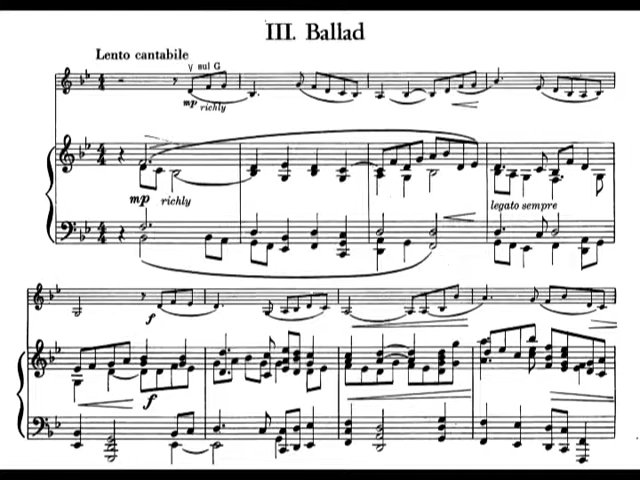 III. Ballad
Lento cantabile
sul G
mp richly
mp richly
legato sempre
f
f